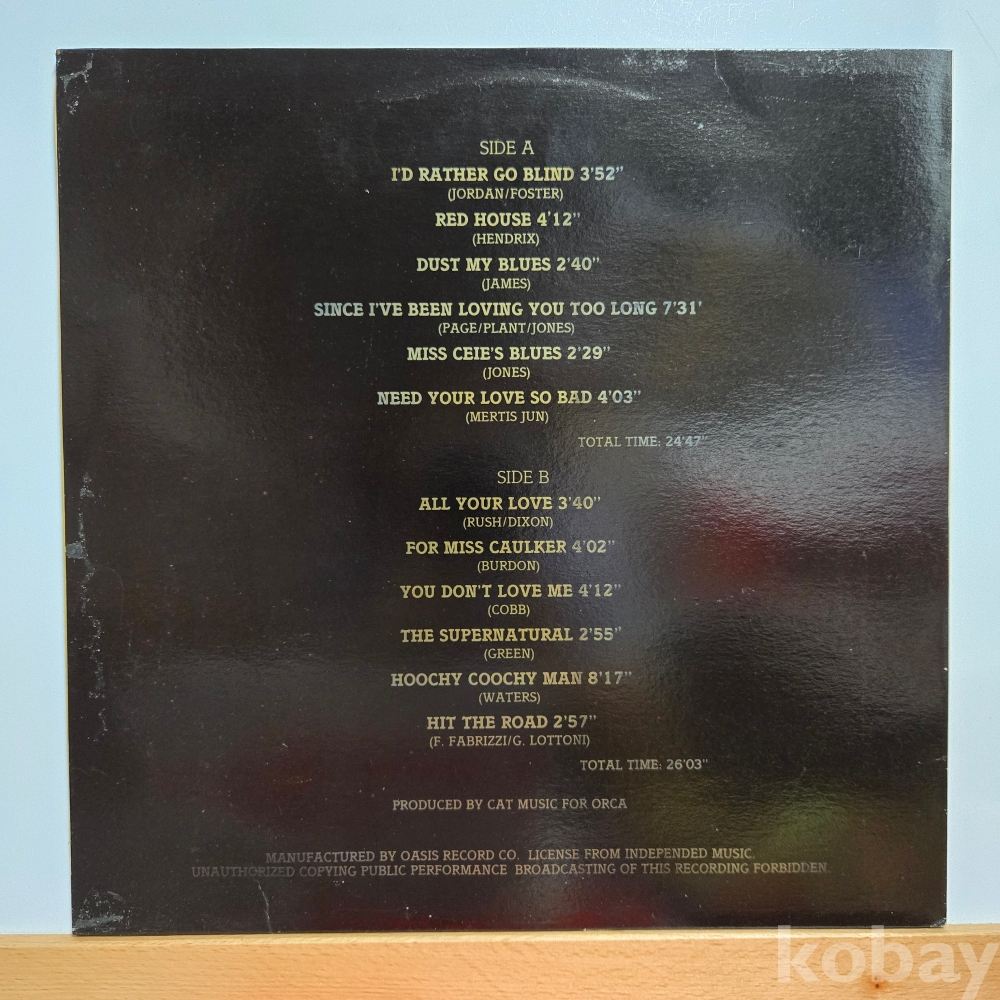 SIDE A
I'D RATHER GO BLIND 3'52"
(JORDAN/FOSTER)
RED HOUSE 4'12"
(HENDRIX)
DUST MY BLUES 2'40"
(JAMES)
SINCE I'VE BEEN LOVING YOU TOO LONG 7'31'
(PAGE/PLANT/JONES)
MISS CEIE'S BLUES 2'29"
(JONES)
NEED YOUR LOVE SO BAD 4'03"
(MERTIS JUN)
TOTAL TIME: 24'47"
SIDE B
ALL YOUR LOVE 3'40"
(RUSH/DIXON)
FOR MISS CAULKER 4'02"
(BURDON)
YOU DON'T LOVE ME 4'12"
(COBB)
THE SUPERNATURAL 2'55"
(GREEN)
HOOCHY COOCHY MAN 8'17"
(WATERS)
HIT THE ROAD 2'57"
(F. FABRIZZI/G. LOTTONI)
TOTAL TIME: 26'03"
PRODUCED BY CAT MUSIC FOR ORCA
MANUFACTURED BY OASIS RECORD CO. LICENSE FROM INDEPENDED MUSIC.
UNAUTHORIZED COPYING PUBLIC PERFORMANCE BROADCASTING OF THIS RECORDING FORBIDDEN.
kobay